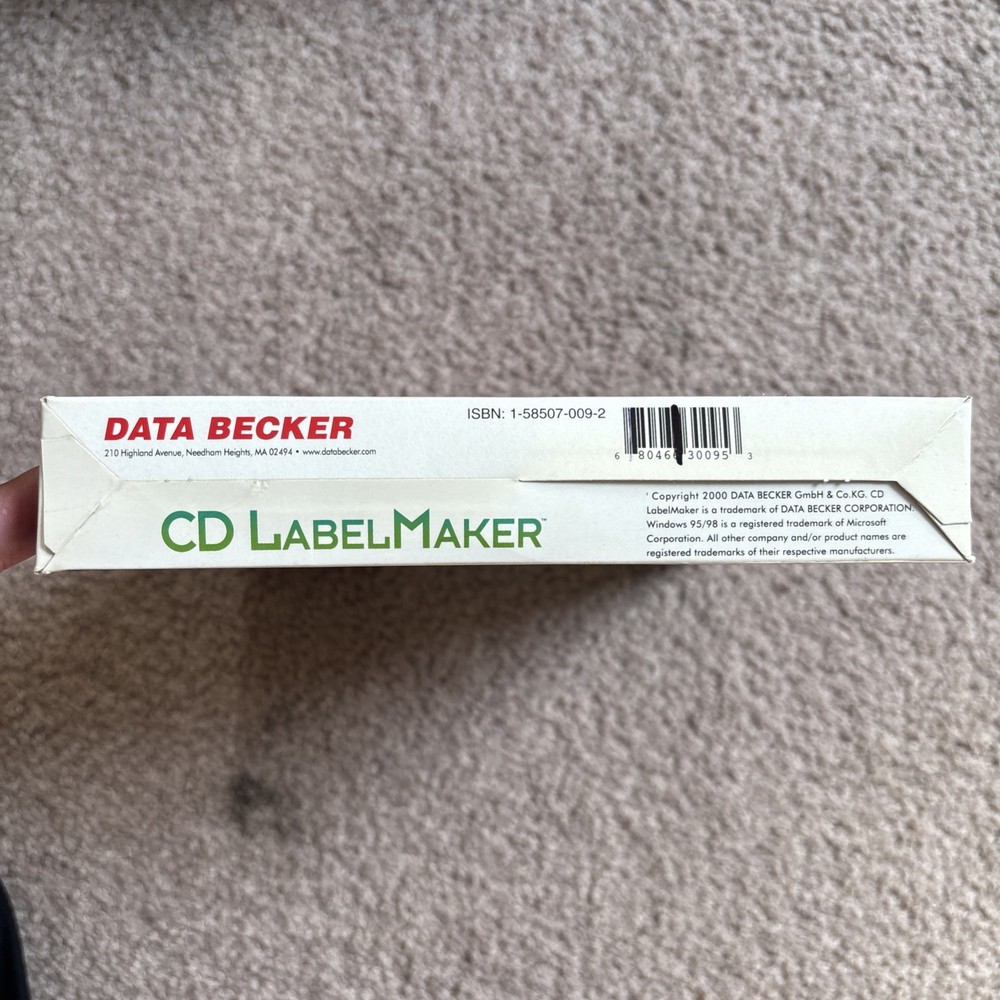 DATA BECKER
210 Highland Avenue, Needham Heights, MA 02494 • www.databecker.com
ISBN: 1-58507-009-2
6 80466 30095 3
CD LABELMAKER™
' Copyright 2000 DATA BECKER GmbH & Co.KG. CD
LabelMaker is a trademark of DATA BECKER CORPORATION.
Windows 95/98 is a registered trademark of Microsoft
Corporation. All other company and/or product names are
registered trademarks of their respective manufacturers.